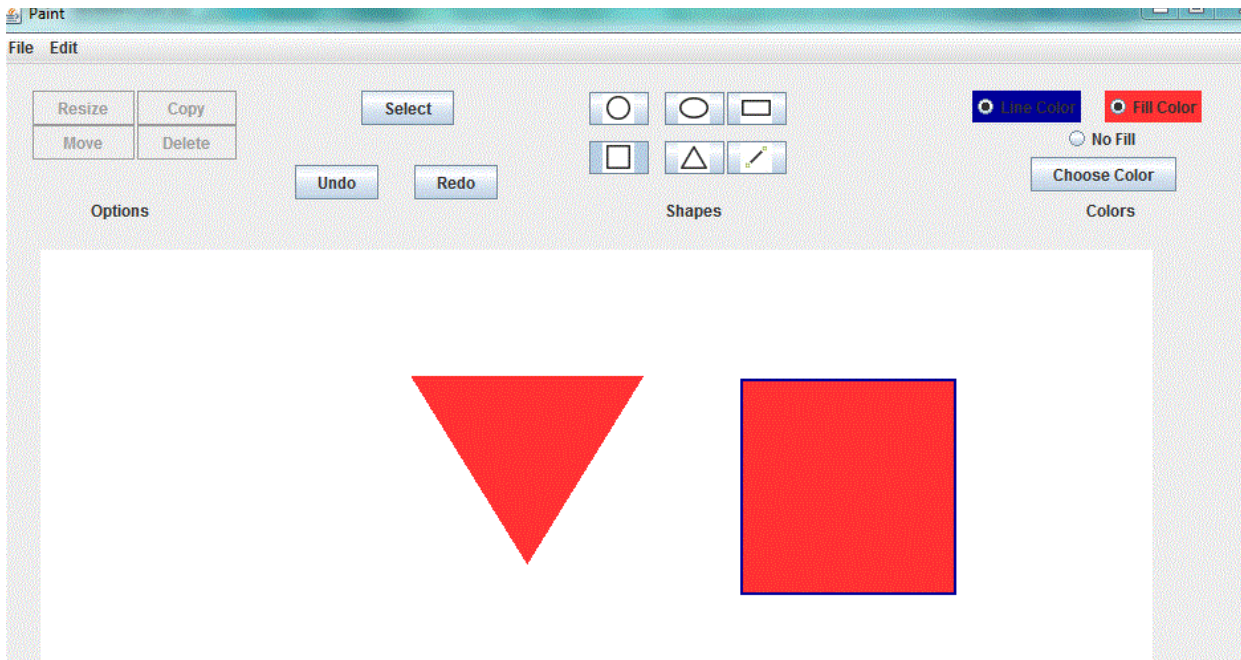 Paint
File Edit
Resize Copy Select Line Color Fill Color
Move Delete No Fill
Undo Redo Choose Color
Options Shapes Colors